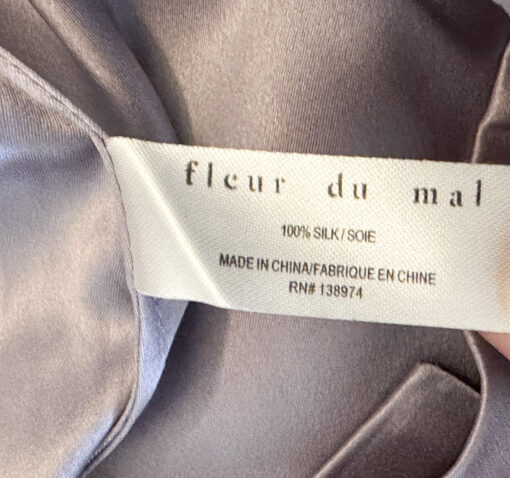 fleur du mal
100% SILK/SOIE
MADE IN CHINA/FABRIQUE EN CHINE
RN# 138974